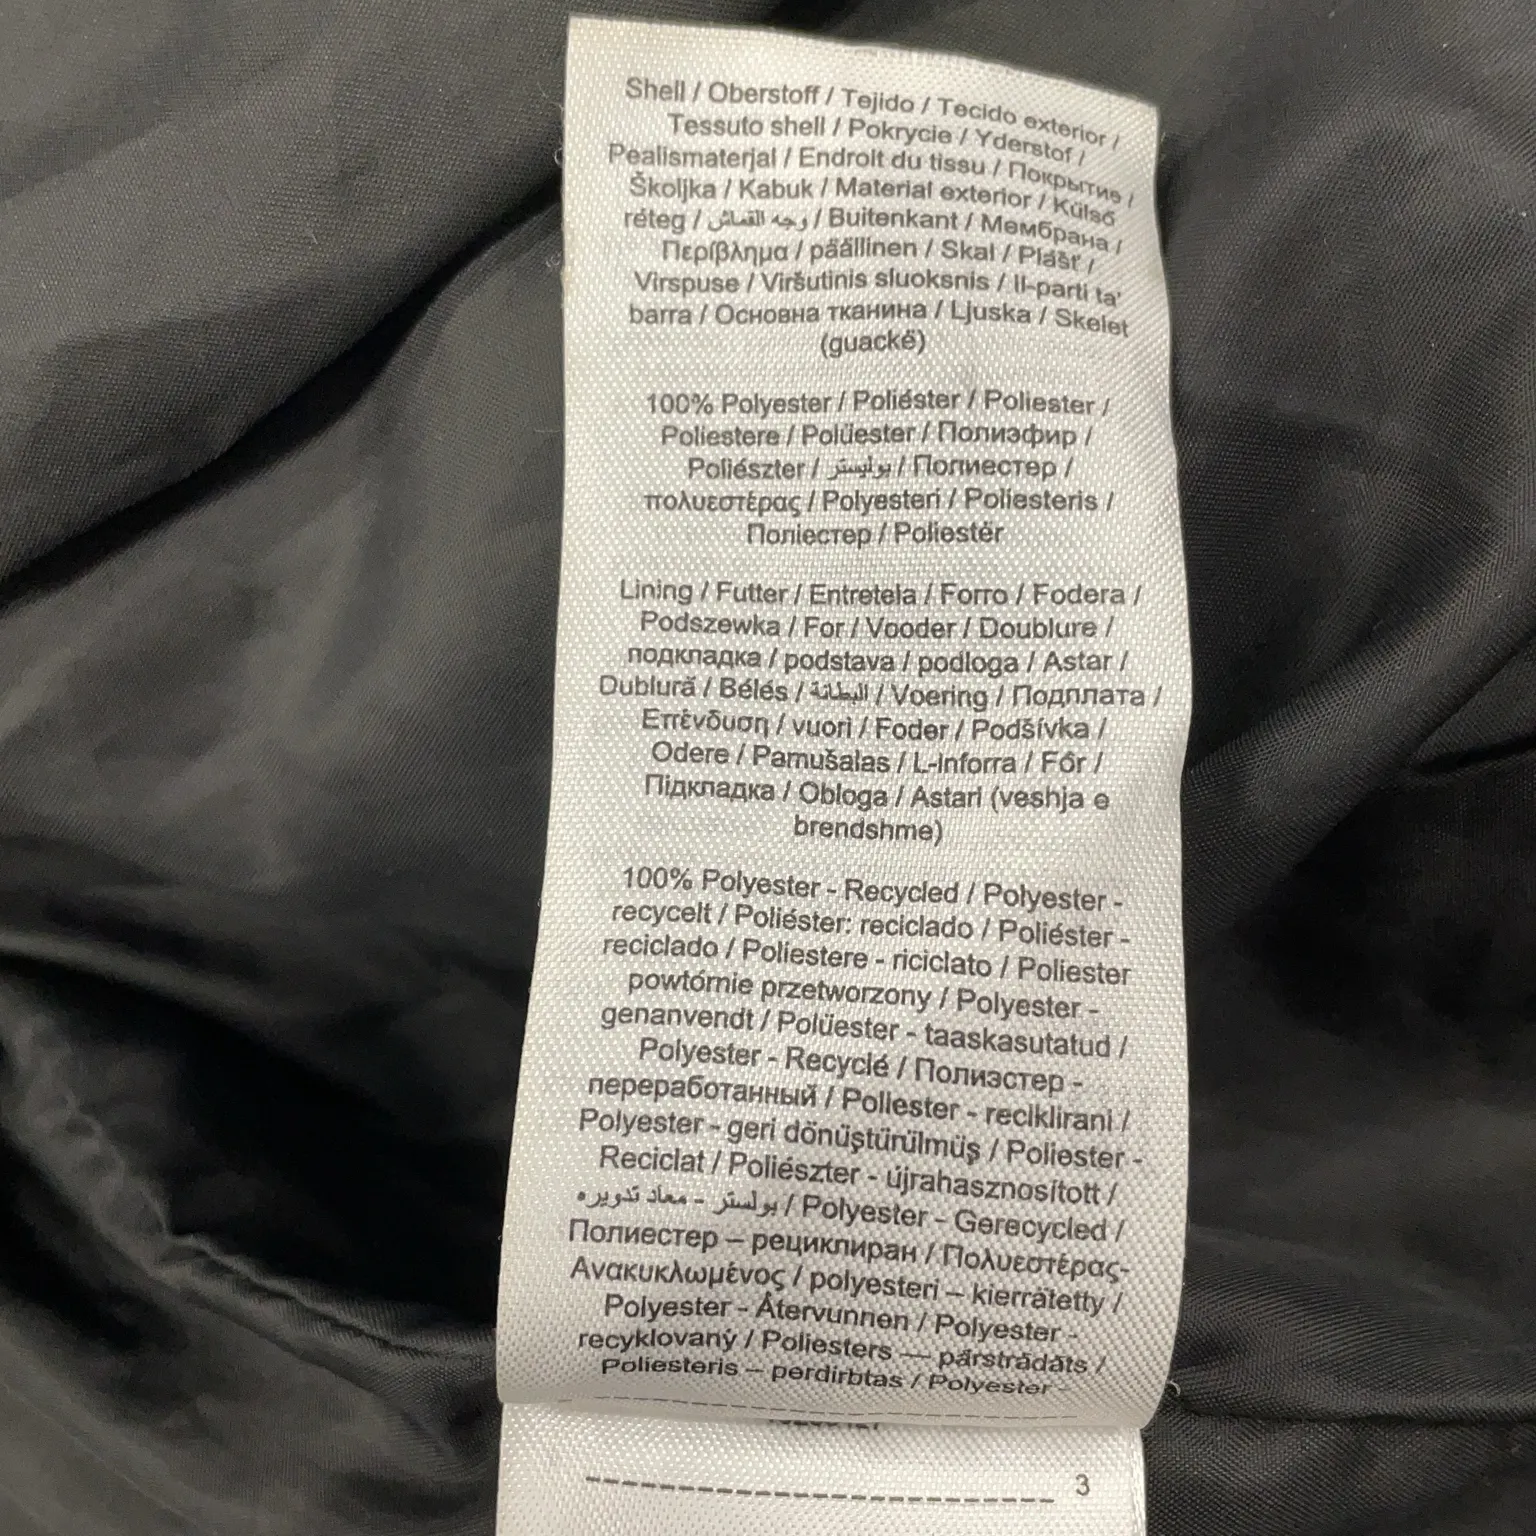 Shell / Oberstoff / Tejido / Tecido exterior /
Tessuto shell / Pokrycie / Yderstof /
Pealismaterjal / Endroit du tissu / Покрытие /
Školjka / Kabuk / Material exterior / Külső
réteg / وجه القماش / Buitenkant / Мембрана /
Περίβλημα / päällinen / Skal / Plášť /
Virspuse / Viršutinis sluoksnis / Il-parti ta'
barra / Основна тканина / Ljuska / Skelet
(guackë)
100% Polyester / Poliéster / Poliester /
Poliestere / Polüester / Полиэфир /
Poliészter / بوليستر / Полиестер /
πολυεστέρας / Polyesteri / Poliesteris /
Поліестер / Poliestër
Lining / Futter / Entretela / Forro / Fodera /
Podszewka / For / Vooder / Doublure /
подкладка / podstava / podloga / Astar /
Dublură / Bélés / البطانة / Voering / Подплата /
Επένδυση / vuori / Foder / Podšívka /
Odere / Pamušalas / L-Inforra / Fôr /
Підкладка / Obloga / Astari (veshja e
brendshme)
100% Polyester - Recycled / Polyester -
recycelt / Poliéster: reciclado / Poliéster -
reciclado / Poliestere - riciclato / Poliester
powtórnie przetworzony / Polyester -
genanvendt / Polüester - taaskasutatud /
Polyester - Recyclé / Полиэстер -
переработанный / Poliester - reciklirani /
Polyester - geri dönüştürülmüş / Poliester -
Reciclat / Poliészter - újrahasznosított /
بولستر - معاد تدويره / Polyester - Gerecycled /
Полиестер – рециклиран / Πολυεστέρας-
Ανακυκλωμένος / polyesteri – kierrätetty /
Polyester - Återvunnen / Polyester -
recyklovaný / Poliesters — pārstrādāts /
Poliesteris – perdirbtas / Polyester -
3